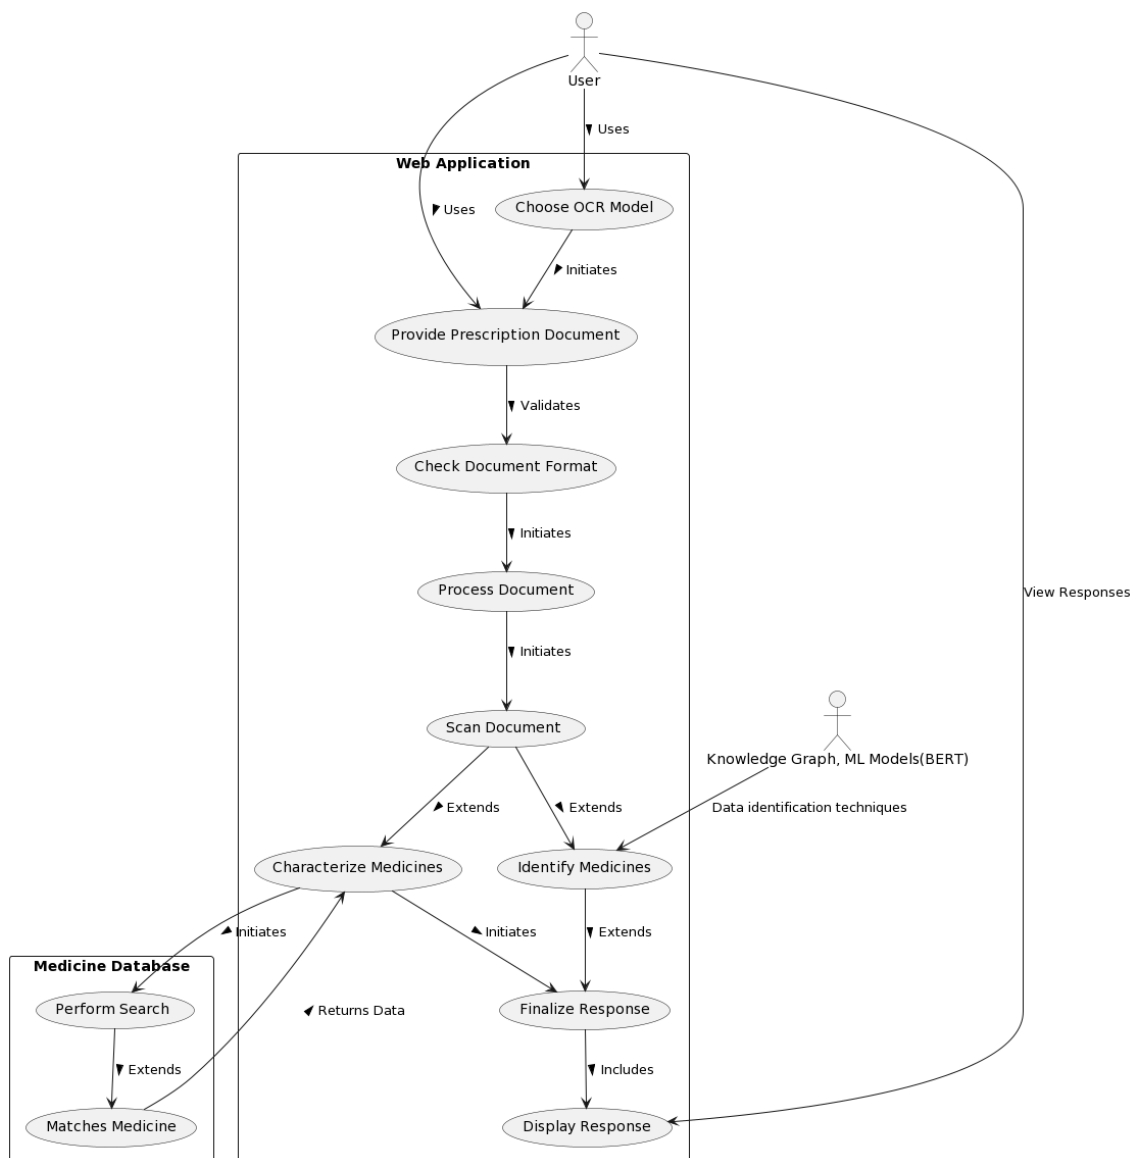 User
Uses
Web Application
Choose OCR Model
Uses
Initiates
Provide Prescription Document
Validates
Check Document Format
Initiates
Process Document
View Responses
Initiates
Scan Document
Knowledge Graph, ML Models(BERT)
Extends
Extends
Data identification techniques
Characterize Medicines
Identify Medicines
Initiates
Initiates
Extends
Medicine Database
Perform Search
Returns Data
Finalize Response
Extends
Includes
Matches Medicine
Display Response